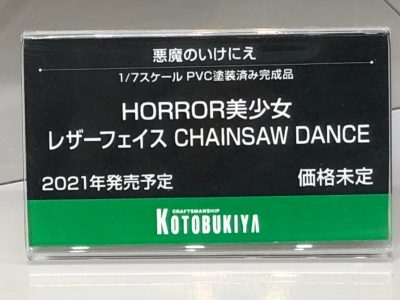 悪魔のいけにえ
1/7スケール PVC塗装済み完成品
HORROR美少女
レザーフェイス CHAINSAW DANCE
2021年発売予定 価格未定
CRAFTSMANSHIP
KOTOBUKIYA